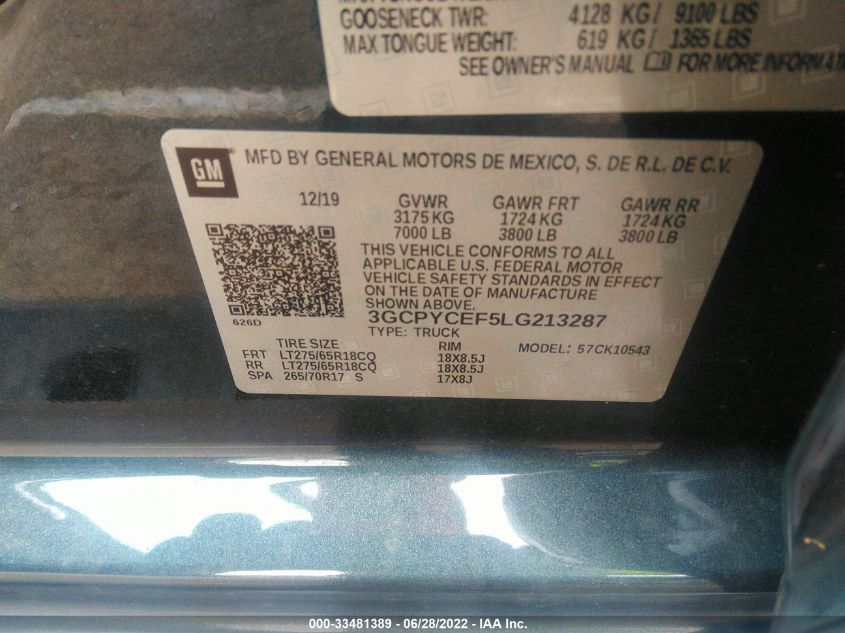 GOOSENECK TWR: 4128 KG/ 9100 LBS
MAX TONGUE WEIGHT: 619 KG/ 1365 LBS
SEE OWNER'S MANUAL FOR MORE INFORMATI
GM MFD BY GENERAL MOTORS DE MEXICO, S. DE R.L. DE C.V.
12/19 GVWR GAWR FRT GAWR RR
3175 KG 1724 KG 1724 KG
7000 LB 3800 LB 3800 LB
THIS VEHICLE CONFORMS TO ALL
APPLICABLE U.S. FEDERAL MOTOR
VEHICLE SAFETY STANDARDS IN EFFECT
ON THE DATE OF MANUFACTURE
SHOWN ABOVE.
626D 3GCPYCEF5LG213287
TYPE: TRUCK
TIRE SIZE RIM MODEL: 57CK10543
FRT LT275/65R18CQ 18X8.5J
RR LT275/65R18CQ 18X8.5J
SPA 265/70R17 S 17X8J
000-33481389 - 06/28/2022 - IAA Inc.